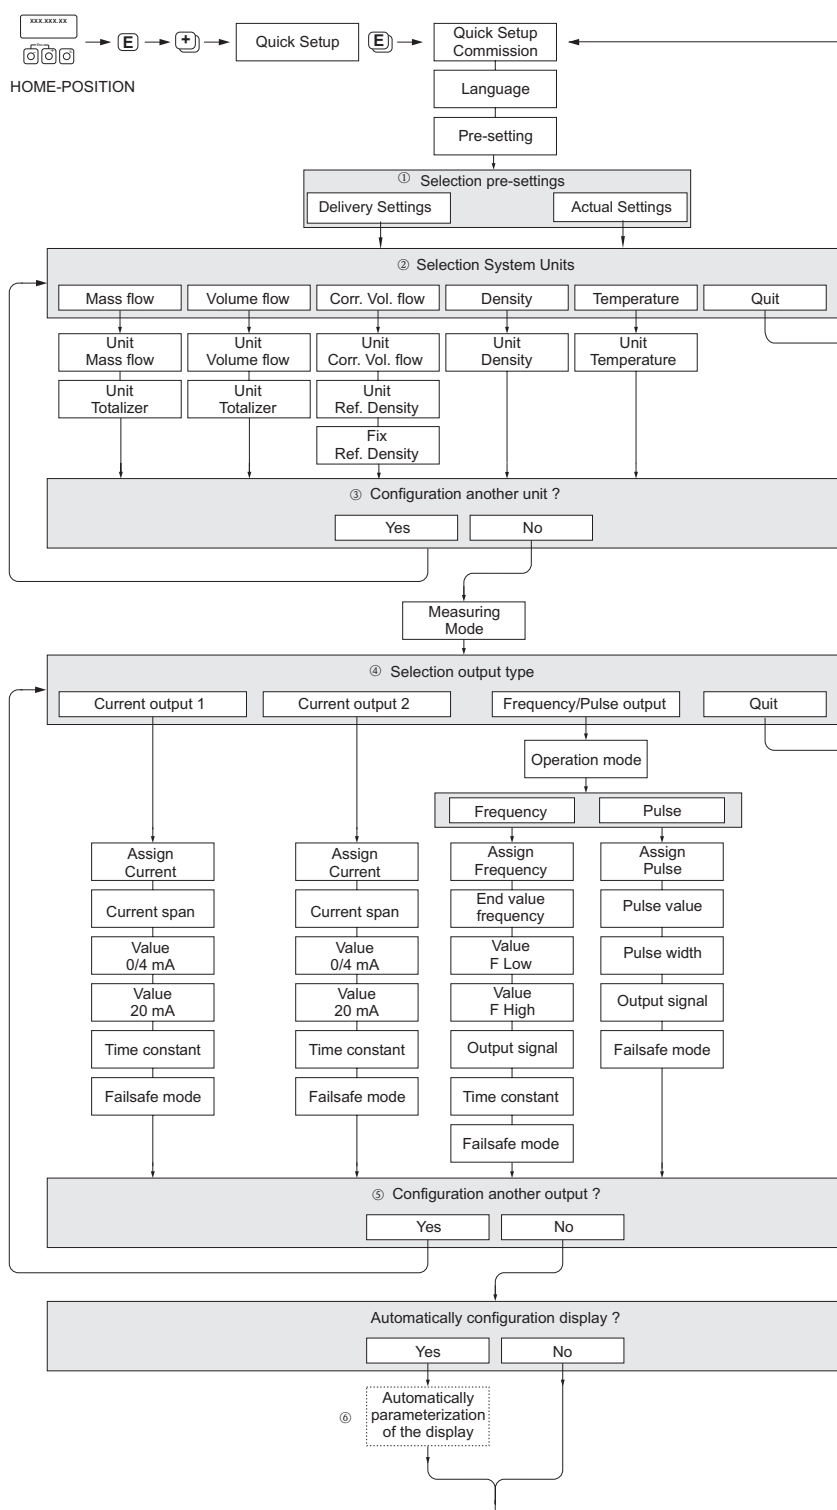 xxx.xxx.xx
Esc
E
+
Quick Setup
E
Quick Setup
Commission
HOME-POSITION
Language
Pre-setting
① Selection pre-settings
Delivery Settings
Actual Settings
② Selection System Units
Mass flow
Volume flow
Corr. Vol. flow
Density
Temperature
Quit
Unit
Mass flow
Unit
Volume flow
Unit
Corr. Vol. flow
Unit
Density
Unit
Temperature
Unit
Totalizer
Unit
Totalizer
Unit
Ref. Density
Fix
Ref. Density
③ Configuration another unit ?
Yes
No
Measuring
Mode
④ Selection output type
Current output 1
Current output 2
Frequency/Pulse output
Quit
Operation mode
Frequency
Pulse
Assign
Current
Assign
Current
Assign
Frequency
Assign
Pulse
Current span
Current span
End value
frequency
Pulse value
Value
0/4 mA
Value
0/4 mA
Value
F Low
Pulse width
Value
20 mA
Value
20 mA
Value
F High
Output signal
Time constant
Time constant
Output signal
Failsafe mode
Failsafe mode
Failsafe mode
Time constant
Failsafe mode
⑤ Configuration another output ?
Yes
No
Automatically configuration display ?
Yes
No
⑥
Automatically
parameterization
of the display